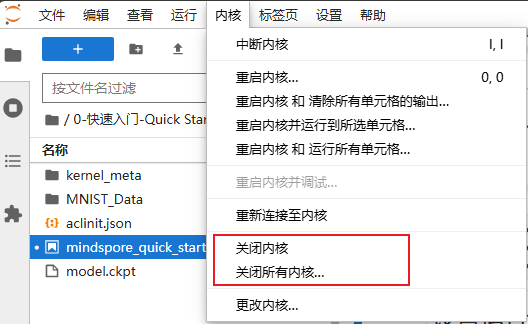 文件 编辑 查看 运行 内核 标签页 设置 帮助
中断内核 I, I
按文件名过滤
重启内核... 0, 0
重启内核 和 清除所有单元格的输出...
/ 0-快速入门-Quick Star
重启内核并运行到所选单元格...
名称
重启内核 和 运行所有单元格...
kernel_meta
重启内核并调试...
MNIST_Data
重新连接至内核
aclinit.json
mindspore_quick_start
关闭内核
model.ckpt
关闭所有内核...
更改内核...